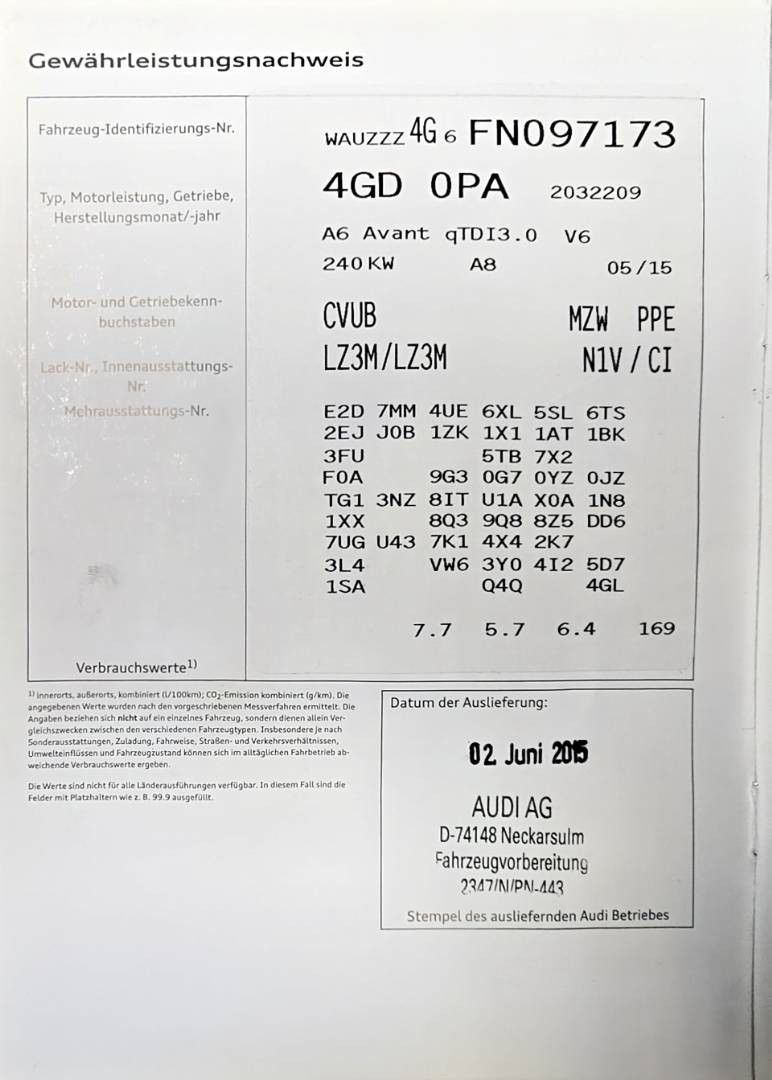 Gewährleistungsnachweis
Fahrzeug-Identifizierungs-Nr.
WAUZZZ 4G 6 FN097173
Typ, Motorleistung, Getriebe,
Herstellungsmonat/-jahr
4GD 0PA 2032209
A6 Avant qTDI3.0 V6
240 KW A8 05/15
Motor- und Getriebekenn-
buchstaben
CVUB MZW PPE
Lack-Nr., Innenausstattungs-
Nr.
LZ3M/LZ3M N1V / CI
Mehrausstattungs-Nr.
E2D 7MM 4UE 6XL 5SL 6TS
2EJ J0B 1ZK 1X1 1AT 1BK
3FU 5TB 7X2
F0A 9G3 0G7 0YZ 0JZ
TG1 3NZ 8IT U1A X0A 1N8
1XX 8Q3 9Q8 8Z5 DD6
7UG U43 7K1 4X4 2K7
3L4 VW6 3Y0 4I2 5D7
1SA Q4Q 4GL
Verbrauchswerte1)
7.7 5.7 6.4 169
1) innerorts, außerorts, kombiniert (l/100km); CO2-Emission kombiniert (g/km). Die
angegebenen Werte wurden nach den vorgeschriebenen Messverfahren ermittelt. Die
Angaben beziehen sich nicht auf ein einzelnes Fahrzeug, sondern dienen allein Ver-
gleichszwecken zwischen den verschiedenen Fahrzeugtypen. Insbesondere je nach
Sonderausstattungen, Zuladung, Fahrweise, Straßen- und Verkehrsverhältnissen,
Umwelteinflüssen und Fahrzeugzustand können sich im alltäglichen Fahrbetrieb ab-
weichende Verbrauchswerte ergeben.
Die Werte sind nicht für alle Länderausführungen verfügbar. In diesem Fall sind die
Felder mit Platzhaltern wie z. B. 99.9 ausgefüllt.
Datum der Auslieferung:
02. Juni 2015
AUDI AG
D-74148 Neckarsulm
Fahrzeugvorbereitung
2347/N/PN-443
Stempel des ausliefernden Audi Betriebes